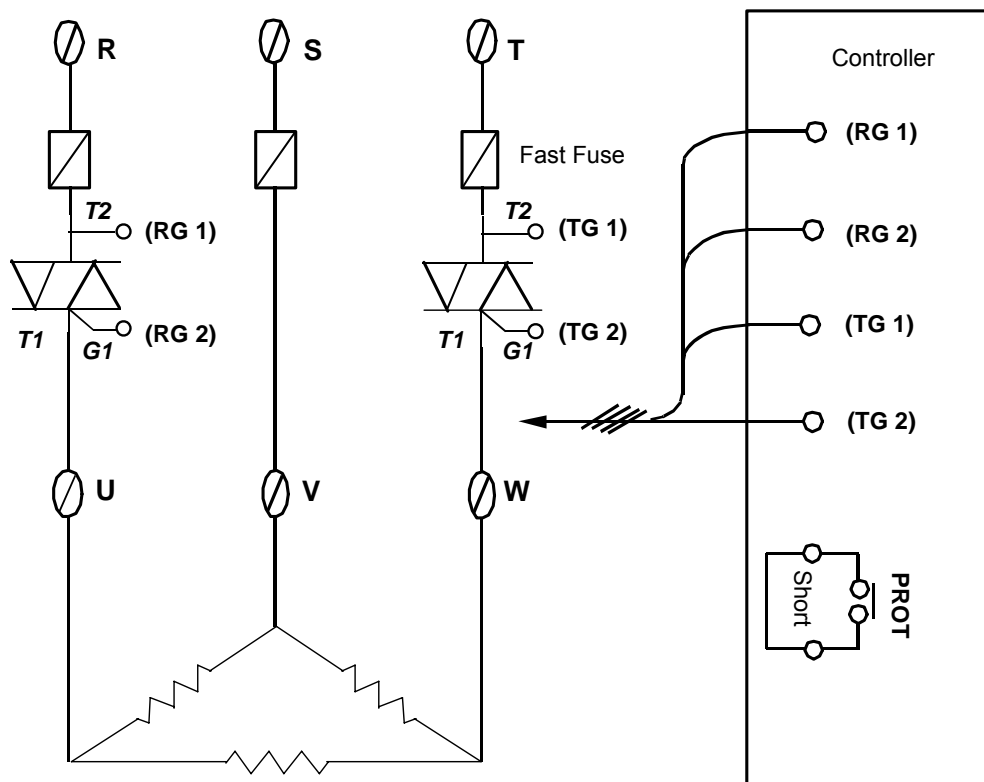 R
S
T
Controller
Fast Fuse
(RG 1)
T2
(RG 1)
T2
(TG 1)
(RG 2)
T1
G1
(RG 2)
T1
G1
(TG 2)
(TG 1)
(TG 2)
U
V
W
Short
PROT